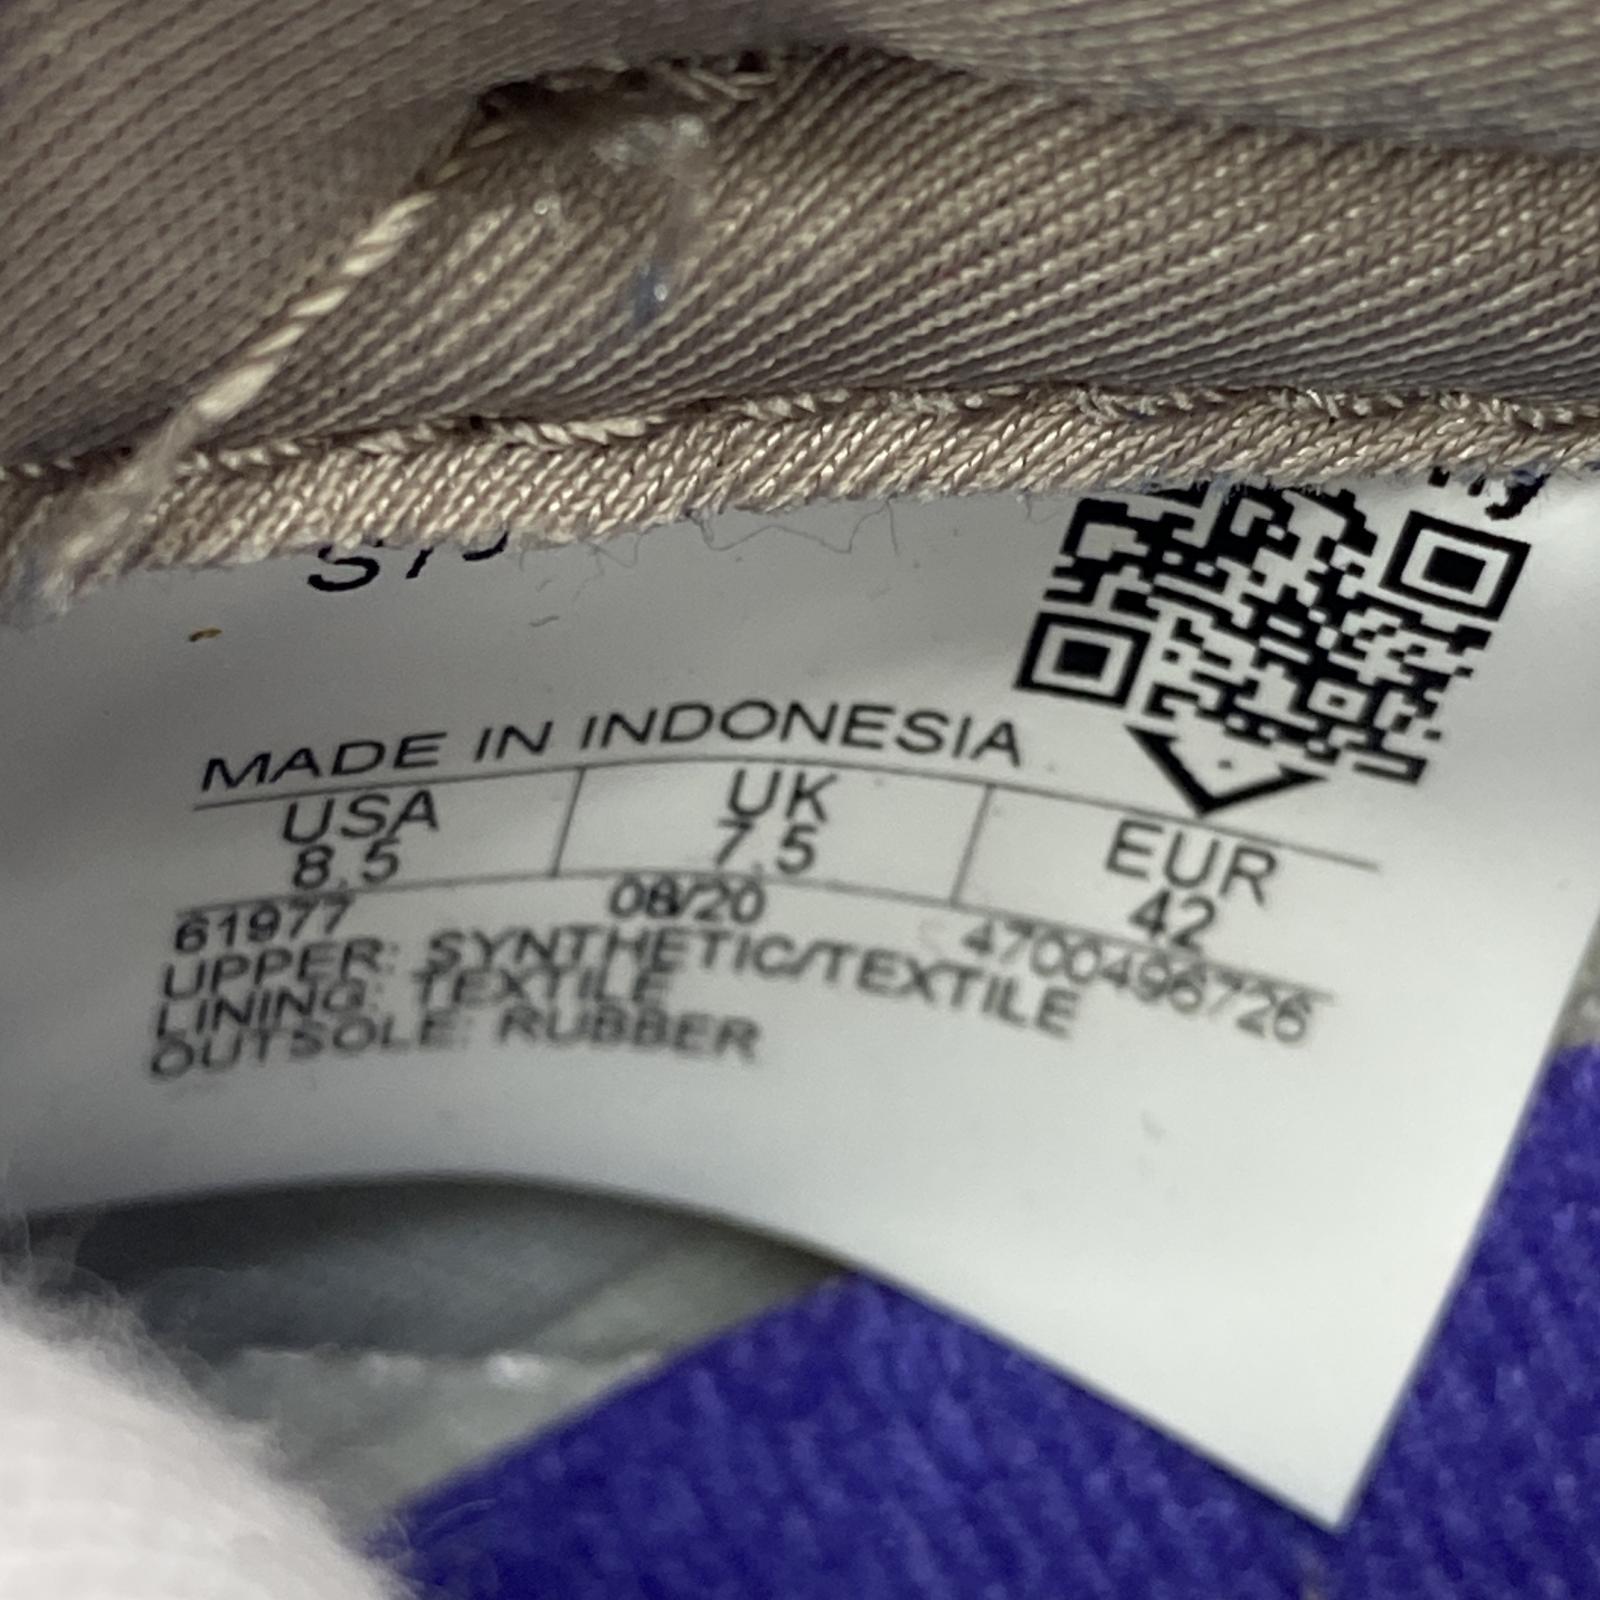 MADE IN INDONESIA
USA UK EUR
8.5 7.5 42
61977 08/20 4700496726
UPPER: SYNTHETIC/TEXTILE
LINING: TEXTILE
OUTSOLE: RUBBER